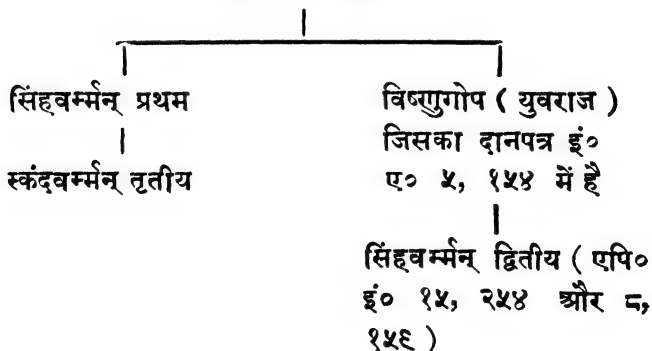 सिंहवर्म्मन् प्रथम
स्कंदवर्म्मन् तृतीय
विष्णुगोप ( युवराज )
जिसका दानपत्र इं०
ए० ५, १५४ में है
सिंहवर्म्मन् द्वितीय ( एपि०
इं० १५, २५४ और ८,
१५९ )